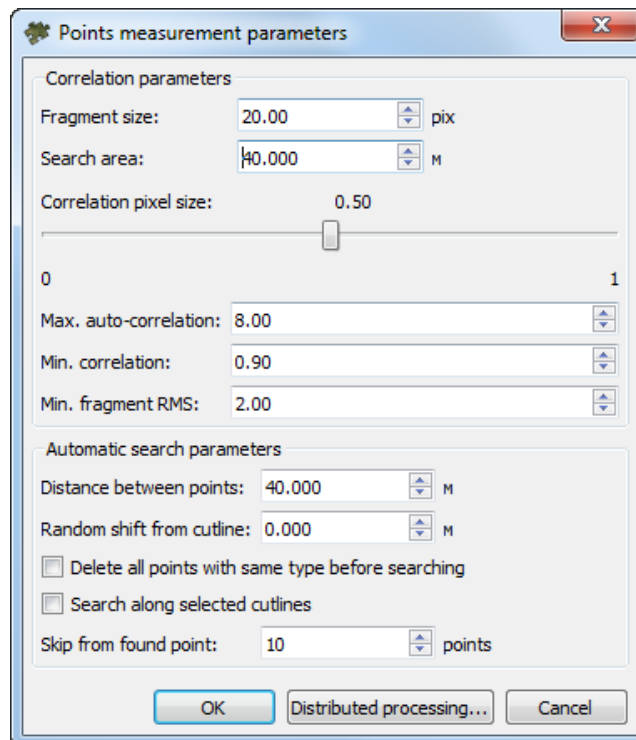 Points measurement parameters
Correlation parameters
Fragment size: 20.00 pix
Search area: 40.000 м
Correlation pixel size: 0.50
0 1
Max. auto-correlation: 8.00
Min. correlation: 0.90
Min. fragment RMS: 2.00
Automatic search parameters
Distance between points: 40.000 м
Random shift from cutline: 0.000 м
Delete all points with same type before searching
Search along selected cutlines
Skip from found point: 10 points
OK Distributed processing... Cancel